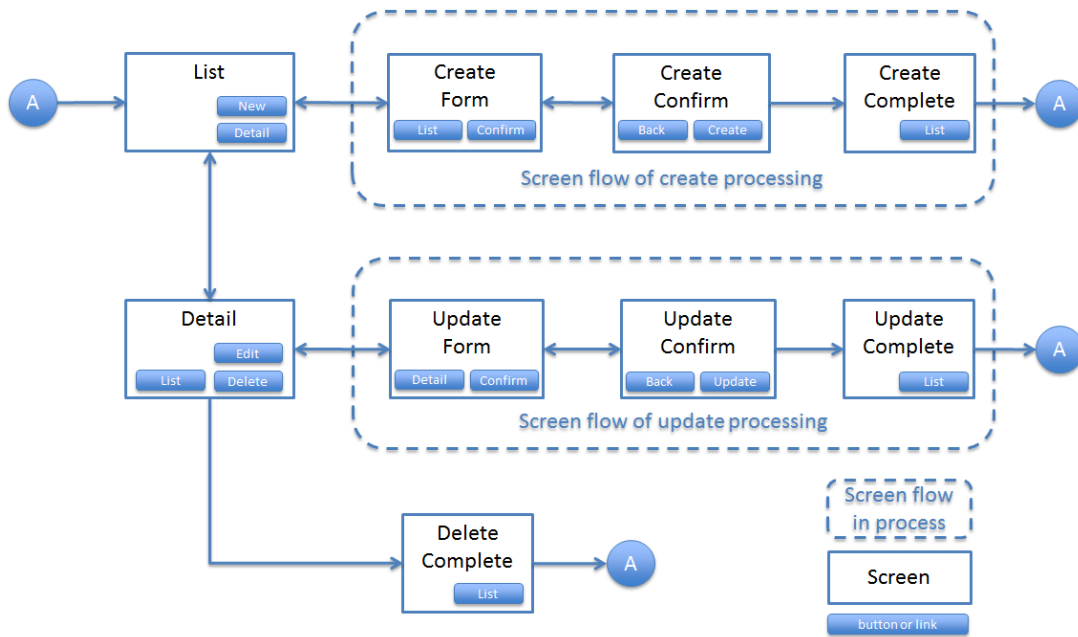 A
List
New
Detail
Create
Form
List
Confirm
Create
Confirm
Back
Create
Create
Complete
List
A
Screen flow of create processing
Detail
Edit
List
Delete
Update
Form
Detail
Confirm
Update
Confirm
Back
Update
Update
Complete
List
A
Screen flow of update processing
Delete
Complete
List
A
Screen flow
in process
Screen
button or link